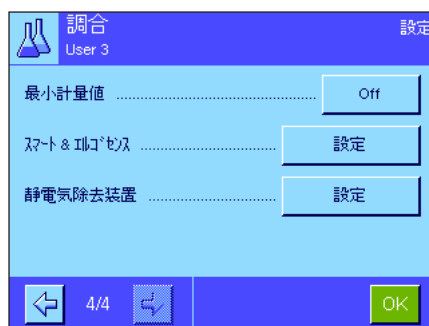 調合 設定
User 3
最小計量値 ........................................ Off
スマート & エルゴセンス ............................ 設定
静電気除去装置 .......................... 設定
4/4 OK